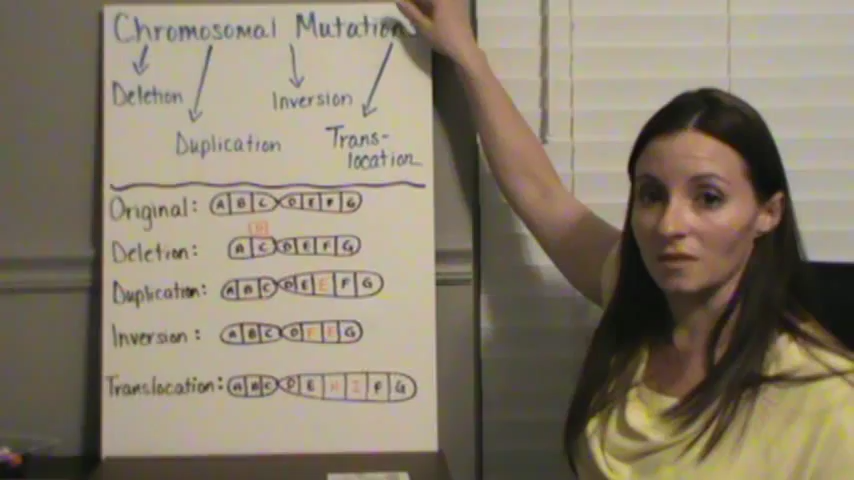 Chromosomal Mutations
Deletion
Inversion
Duplication
Trans-
location
Original: A B C D E F G
B
Deletion: A C D E F G
Duplication: A B C D E E F G
Inversion: A B C D F E G
Translocation: A B C D E H I F G